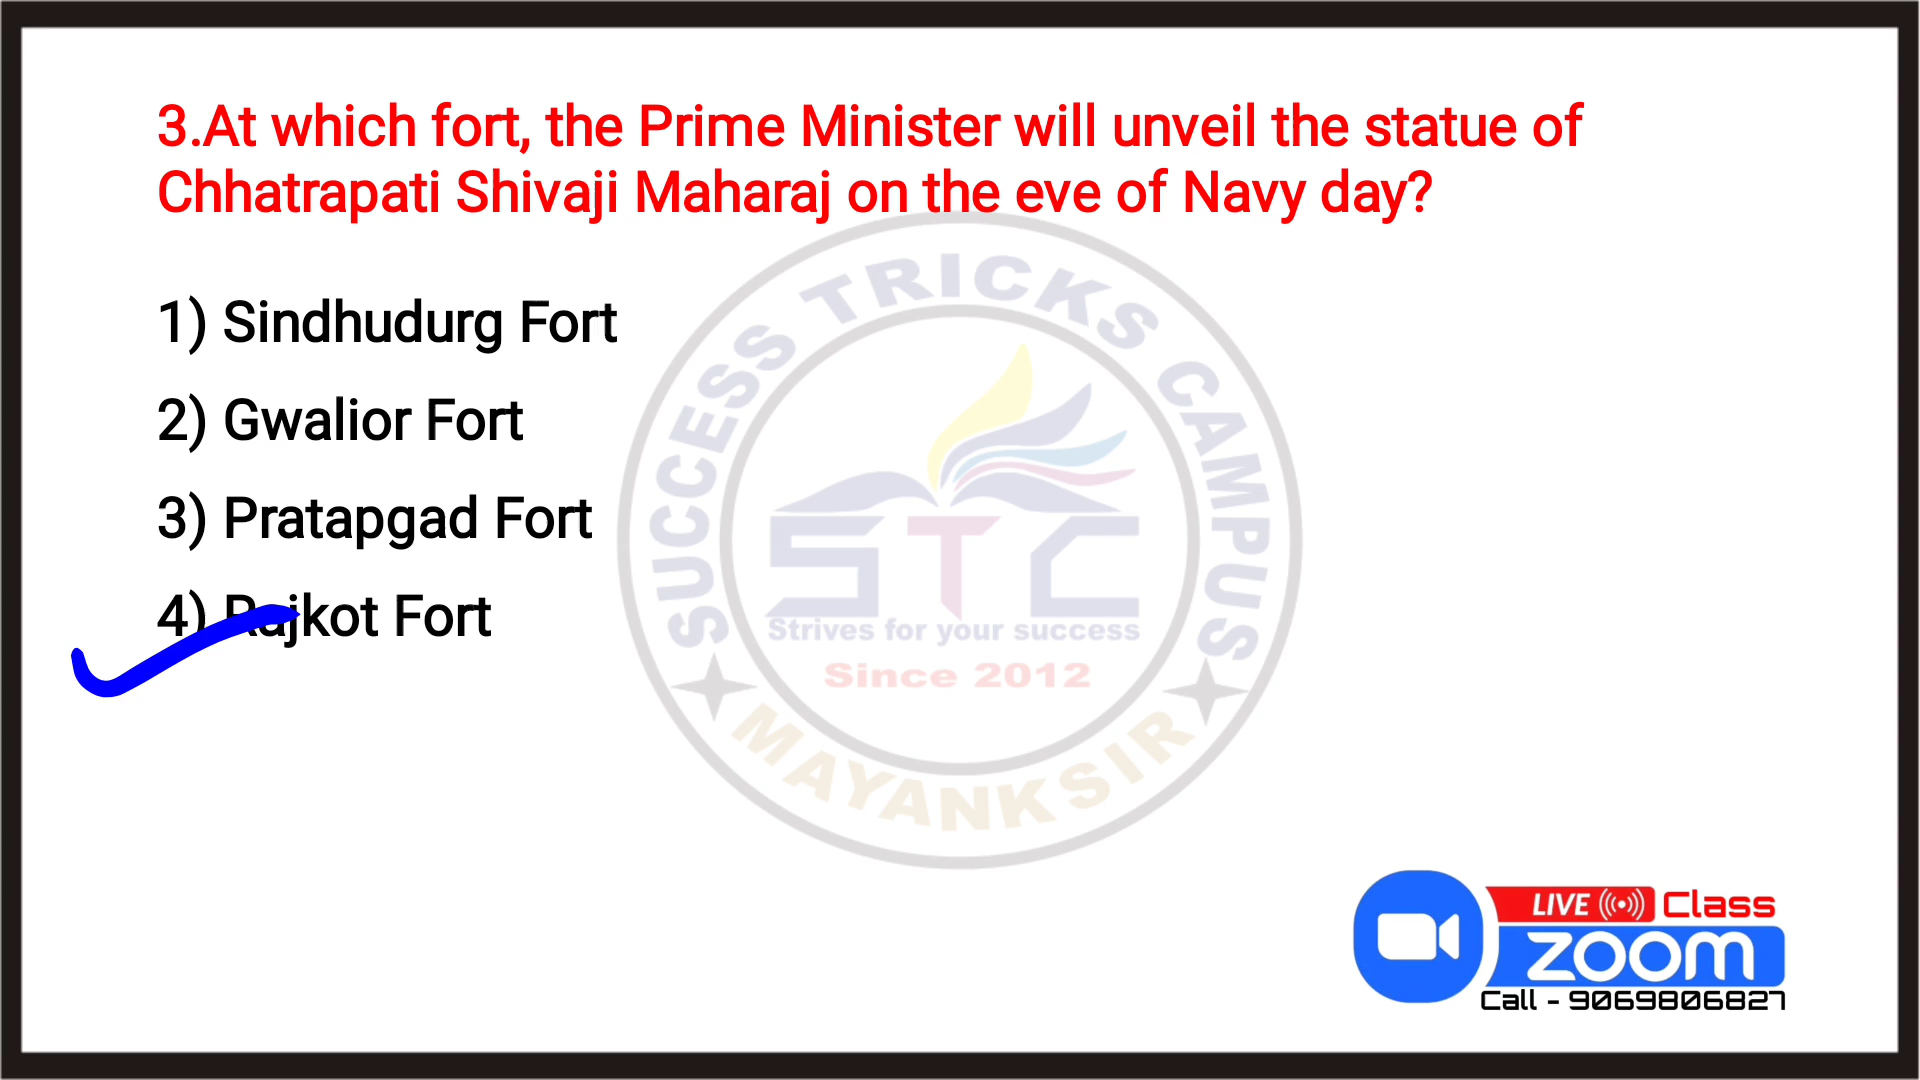 3.At which fort, the Prime Minister will unveil the statue of
Chhatrapati Shivaji Maharaj on the eve of Navy day?
1) Sindhudurg Fort
2) Gwalior Fort
3) Pratapgad Fort
4) Rajkot Fort
SUCCESS TRICKS CAMPUS
STC
Strives for your success
Since 2012
MAYANKSIR
LIVE Class
zoom
Call - 9069806827